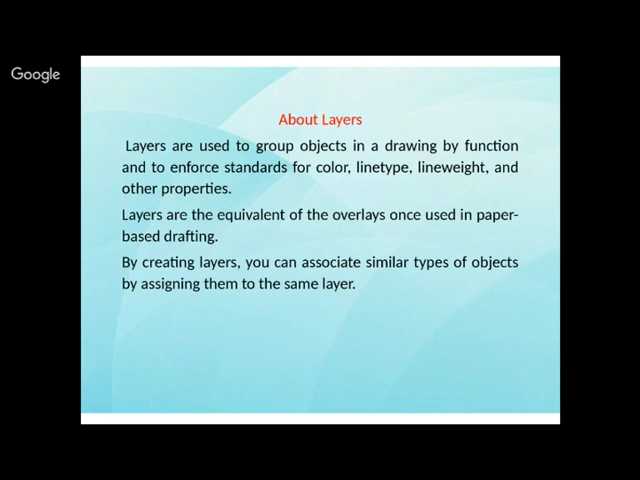 Google
About Layers
Layers are used to group objects in a drawing by function
and to enforce standards for color, linetype, lineweight, and
other properties.
Layers are the equivalent of the overlays once used in paper-
based drafting.
By creating layers, you can associate similar types of objects
by assigning them to the same layer.